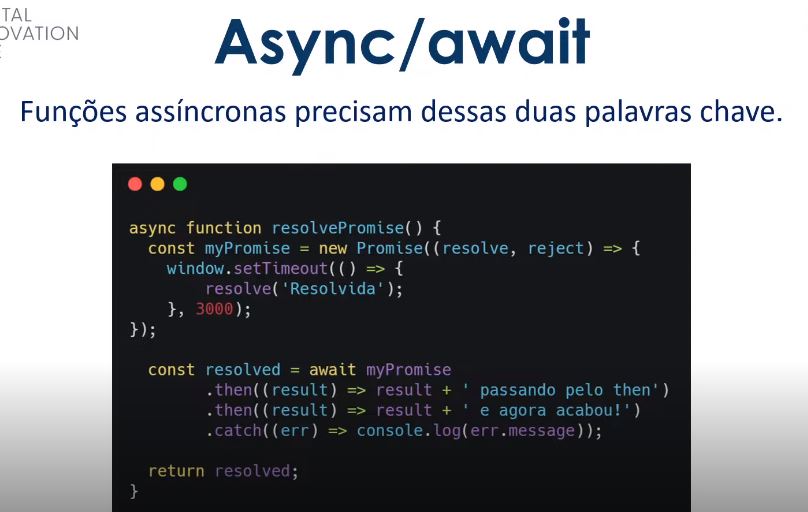 TAL
OVATION
E
Async/await
Funções assíncronas precisam dessas duas palavras chave.
async function resolvePromise() {
const myPromise = new Promise((resolve, reject) => {
window.setTimeout(() => {
resolve('Resolvida');
}, 3000);
});
const resolved = await myPromise
.then((result) => result + ' passando pelo then')
.then((result) => result + ' e agora acabou!')
.catch((err) => console.log(err.message));
return resolved;
}